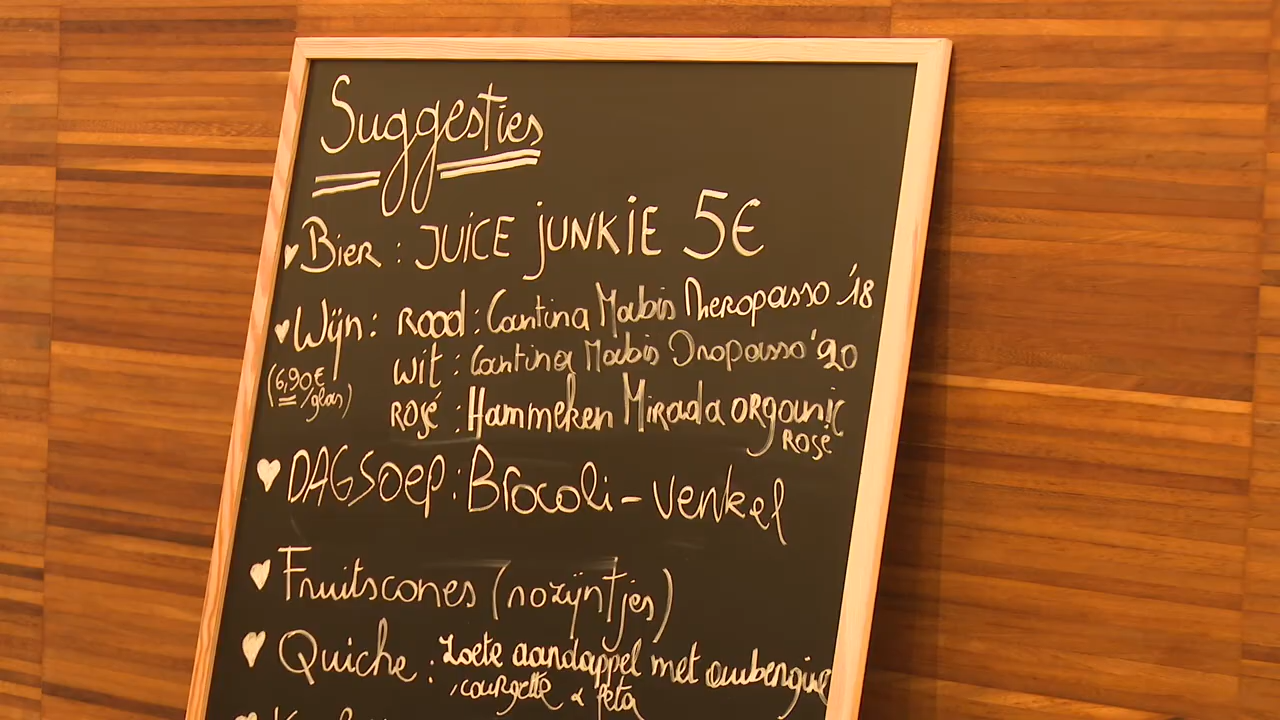 Suggesties
Bier: JUICE JUNKIE 5€
Wijn: ROOD: Cantina Mabis Neropasso '18
(6,90€/glas) wit: Cantina Mabis Dropasso '20
Rosé: Hammeken Mirada organic
Rosé
DAGSOEP: Brocoli-venkel
Fruitscones (rozijntjes)
Quiche: Zoete aardappel met aubergine
, courgette & feta